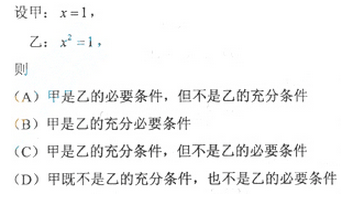 设甲：x=1，
乙：x²=1，
则
（A）甲是乙的必要条件，但不是乙的充分条件
（B）甲是乙的充分必要条件
（C）甲是乙的充分条件，但不是乙的必要条件
（D）甲既不是乙的充分条件，也不是乙的必要条件